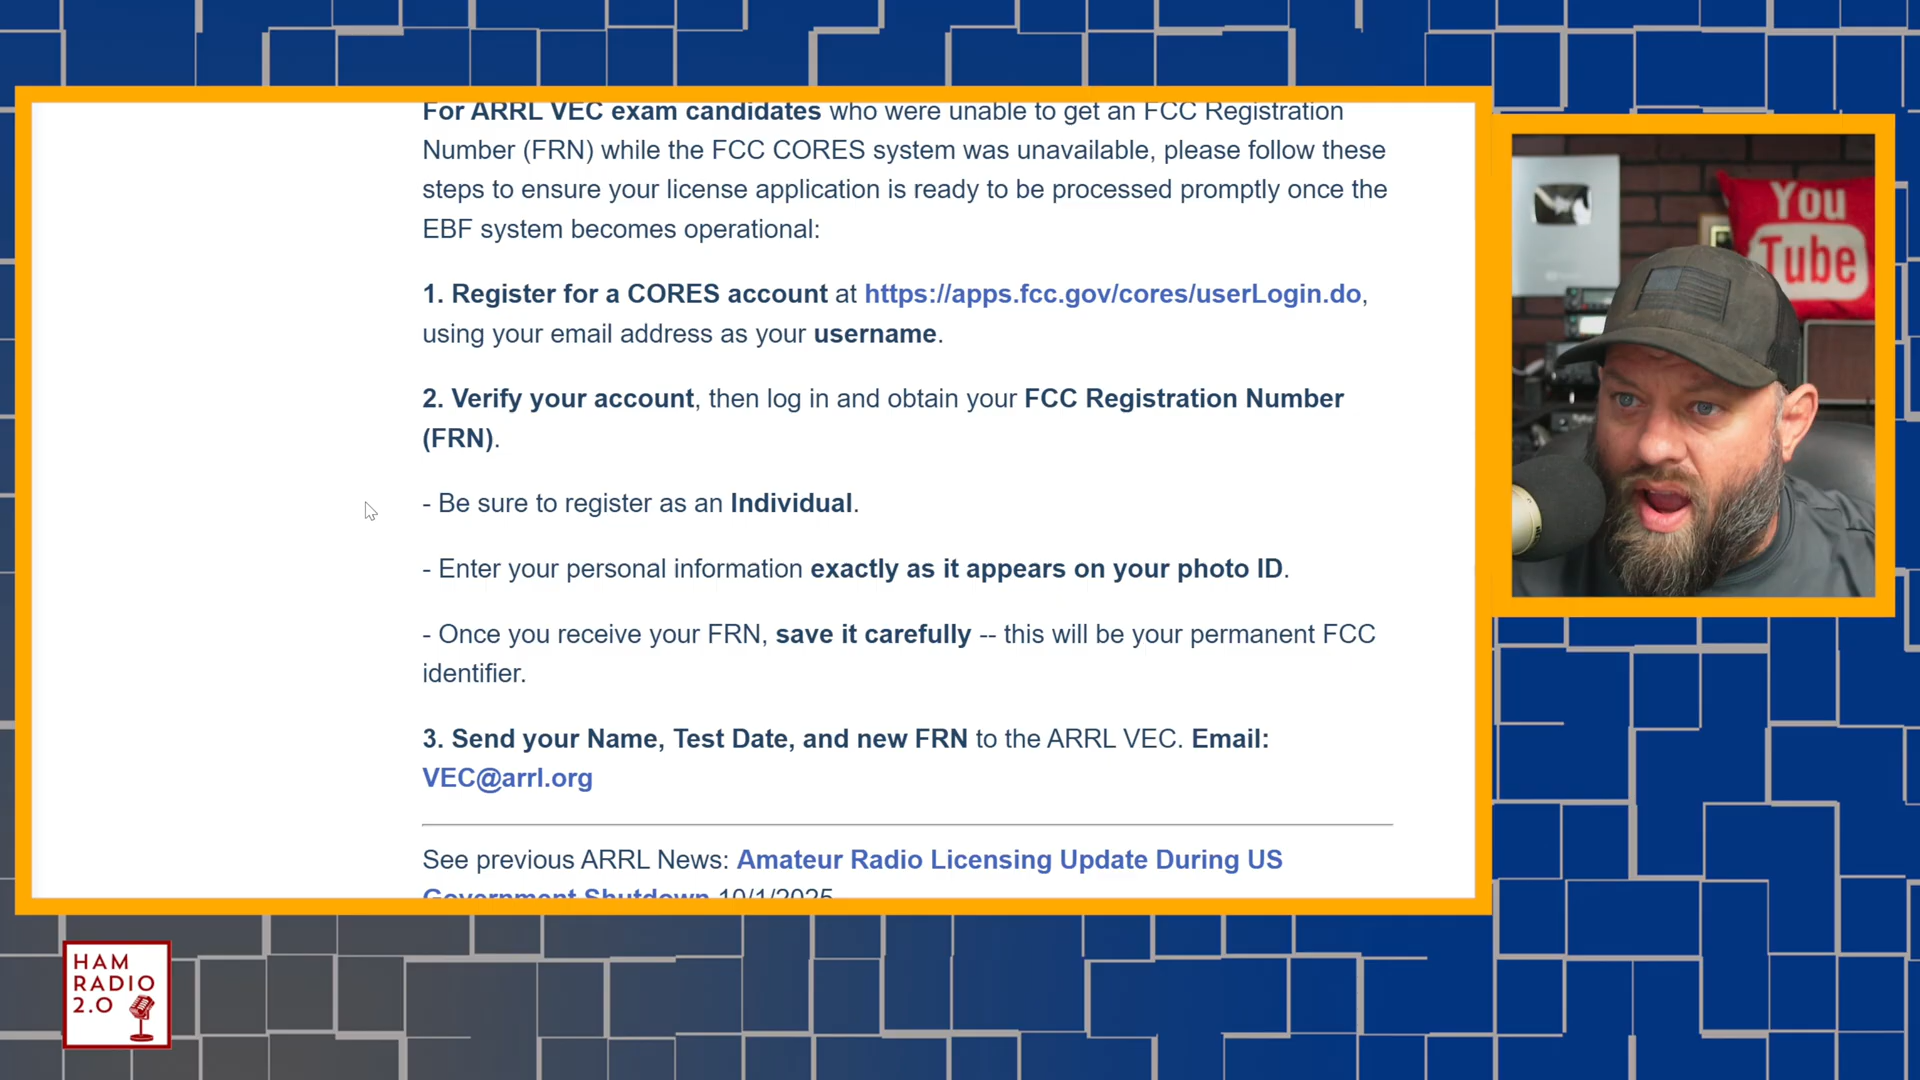 For ARRL VEC exam candidates who were unable to get an FCC Registration
Number (FRN) while the FCC CORES system was unavailable, please follow these
steps to ensure your license application is ready to be processed promptly once the
EBF system becomes operational:
1. Register for a CORES account at https://apps.fcc.gov/cores/userLogin.do,
using your email address as your username.
2. Verify your account, then log in and obtain your FCC Registration Number
(FRN).
- Be sure to register as an Individual.
- Enter your personal information exactly as it appears on your photo ID.
- Once you receive your FRN, save it carefully -- this will be your permanent FCC
identifier.
3. Send your Name, Test Date, and new FRN to the ARRL VEC. Email:
VEC@arrl.org
See previous ARRL News: Amateur Radio Licensing Update During US
Government Shutdown 10/1/2025
You
Tube
HAM
RADIO
2.0